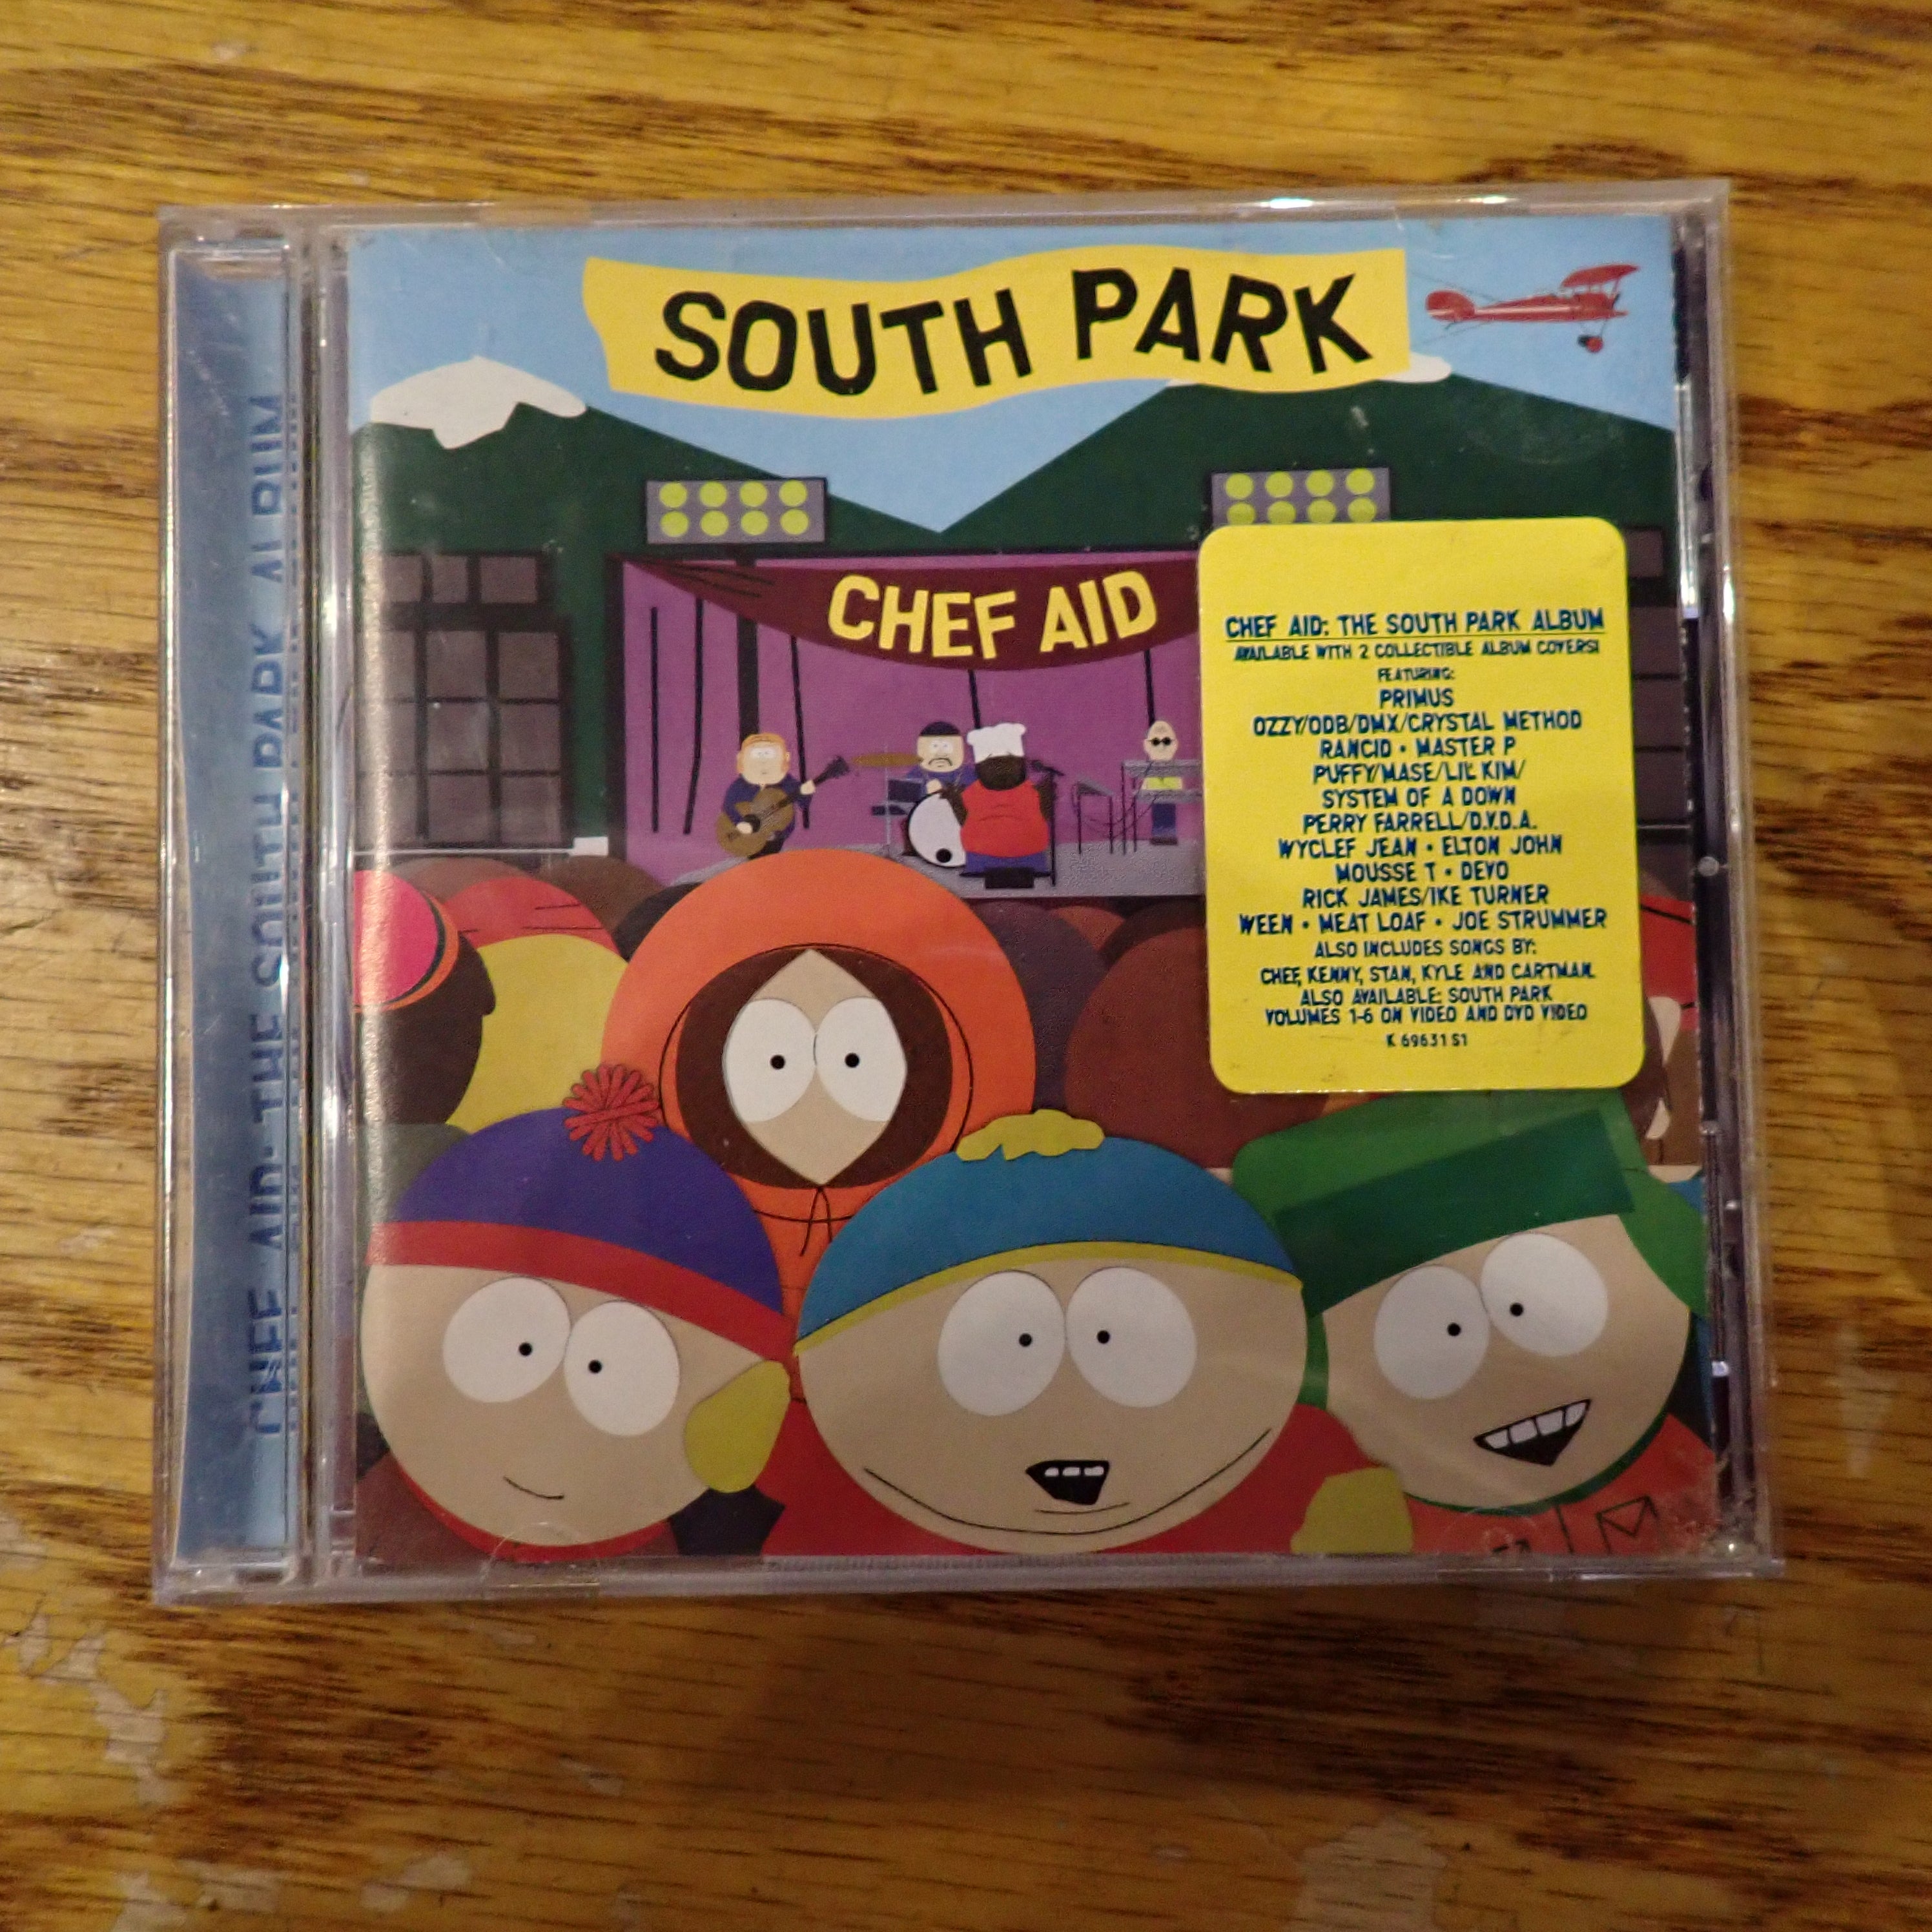 SOUTH PARK
CHEF AID
CHEF AID: THE SOUTH PARK ALBUM
AVAILABLE WITH 2 COLLECTIBLE ALBUM COVERS!
FEATURING:
PRIMUS
OZZY/ODB/DMX/CRYSTAL METHOD
RANCID • MASTER P
PUFFY/MASE/LIL' KIM/
SYSTEM OF A DOWN
PERRY FARRELL/D.V.D.A.
WYCLEF JEAN • ELTON JOHN
MOUSSE T • DEVO
RICK JAMES/IKE TURNER
WEEN • MEAT LOAF • JOE STRUMMER
ALSO INCLUDES SONGS BY:
CHEF, KENNY, STAN, KYLE AND CARTMAN.
ALSO AVAILABLE: SOUTH PARK
VOLUMES 1-6 ON VIDEO AND DVD VIDEO
K 69631 S1
CHEF AID: THE SOUTH PARK ALBUM